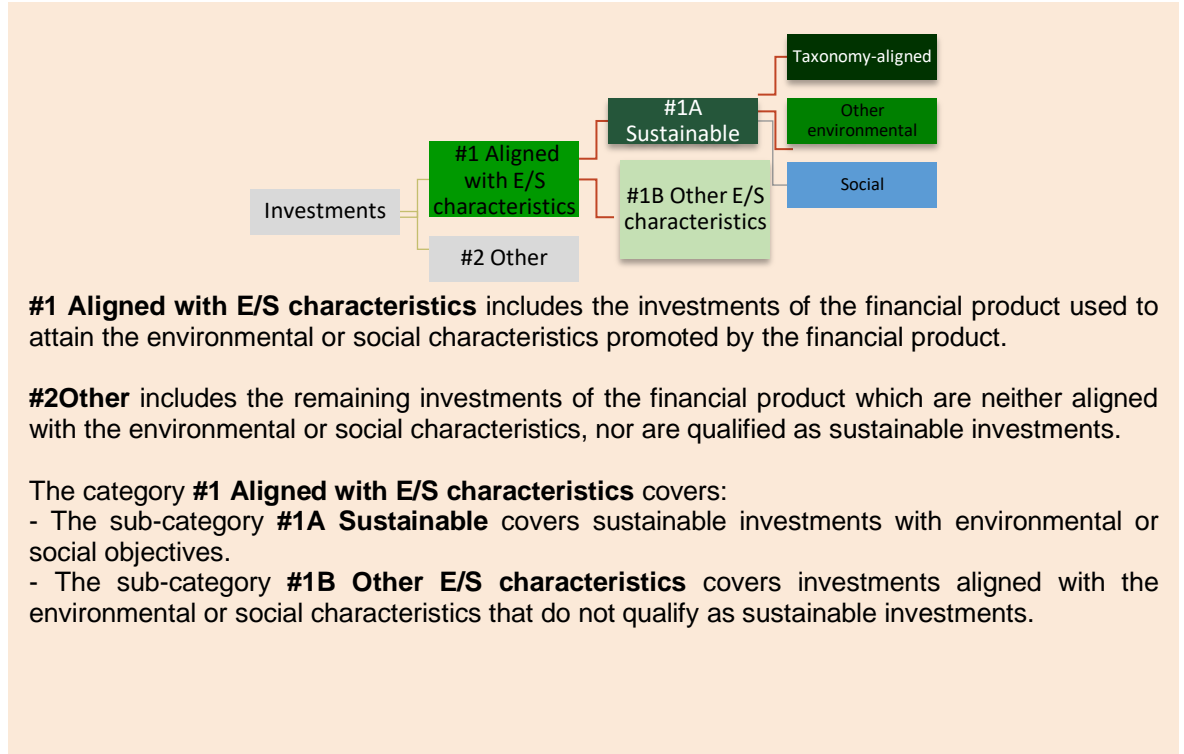 Taxonomy-aligned
#1A
Sustainable
Other
environmental
#1 Aligned
with E/S
characteristics
#1B Other E/S
characteristics
Social
Investments
#2 Other
#1 Aligned with E/S characteristics includes the investments of the financial product used to
attain the environmental or social characteristics promoted by the financial product.
#2Other includes the remaining investments of the financial product which are neither aligned
with the environmental or social characteristics, nor are qualified as sustainable investments.
The category #1 Aligned with E/S characteristics covers:
- The sub-category #1A Sustainable covers sustainable investments with environmental or
social objectives.
- The sub-category #1B Other E/S characteristics covers investments aligned with the
environmental or social characteristics that do not qualify as sustainable investments.